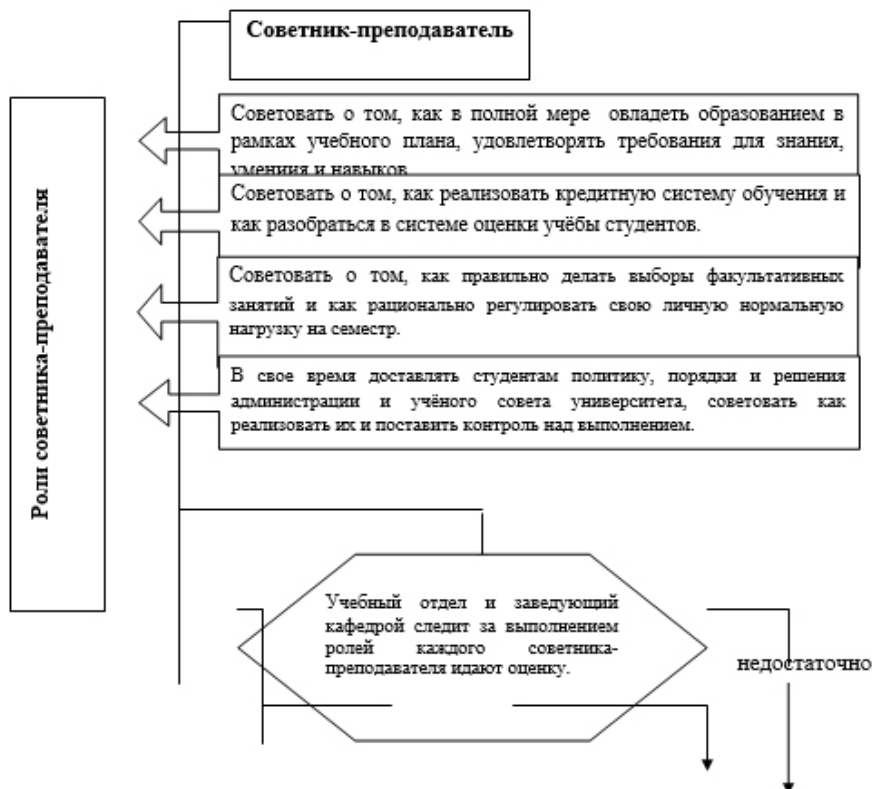 Советник-преподаватель
Роли советника-преподавателя
Советовать о том, как в полной мере овладеть образованием в
рамках учебного плана, удовлетворять требования для знания,
умениия и навыков
Советовать о том, как реализовать кредитную систему обучения и
как разобраться в системе оценки учёбы студентов.
Советовать о том, как правильно делать выборы факультативных
занятий и как рационально регулировать свою личную нормальную
нагрузку на семестр.
В свое время доставлять студентам политику, порядки и решения
администрации и учёного совета университета, советовать как
реализовать их и поставить контроль над выполнением.
Учебный отдел и заведующий
кафедрой следит за выполнением
ролей каждого советника-
преподавателя идают оценку.
недостаточно